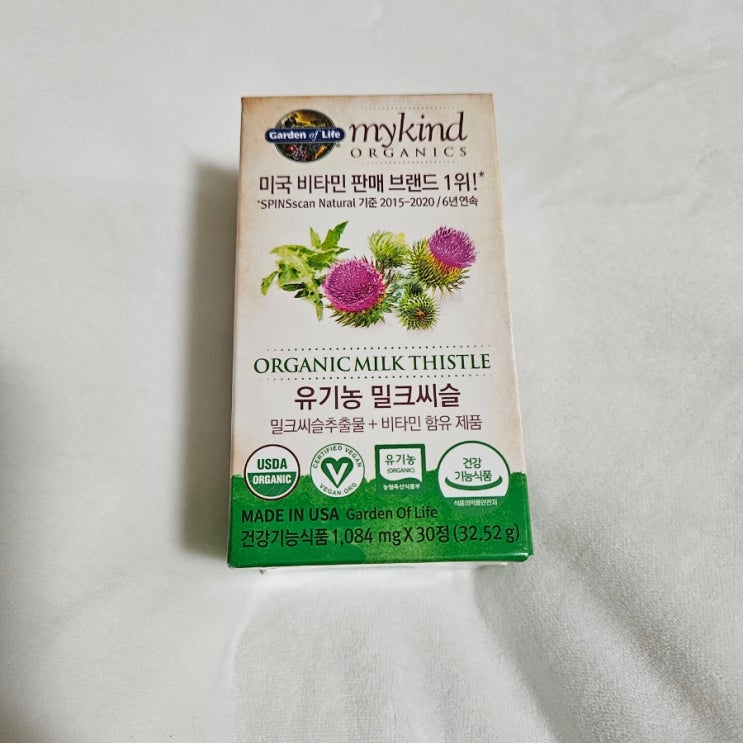 Garden of Life
mykind
ORGANICS
미국 비타민 판매 브랜드 1위!*
*SPINSscan Natural 기준 2015-2020 / 6년 연속
ORGANIC MILK THISTLE
유기농 밀크씨슬
밀크씨슬추출물 + 비타민 함유 제품
USDA
ORGANIC
CERTIFIED VEGAN
VEGAN.ORG
유기농
(ORGANIC)
농림축산식품부
건강
기능식품
식품의약품안전처
MADE IN USA Garden Of Life
건강기능식품 1,084 mg X 30정 (32.52 g)